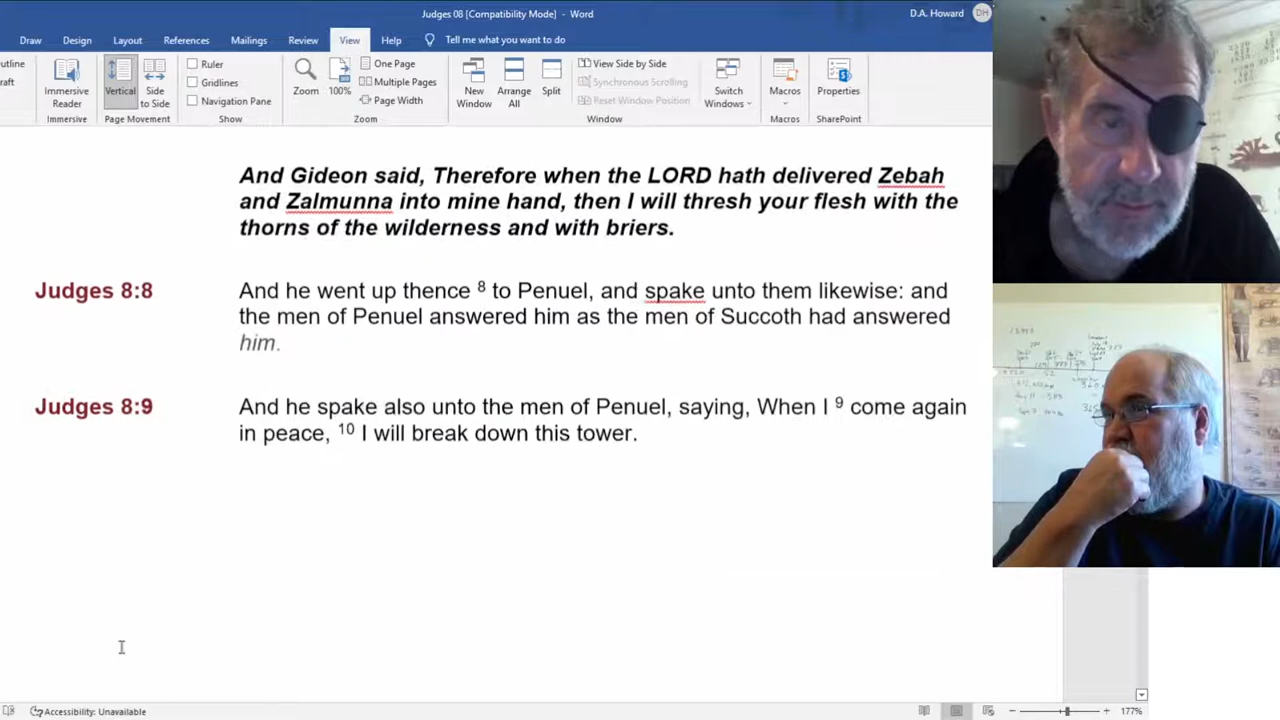 Judges 08 [Compatibility Mode] - Word
D.A. Howard DH
Draw Design Layout References Mailings Review View Help Tell me what you want to do
utline
raft
Immersive
Reader
Immersive
Vertical
Side
to Side
Page Movement
Ruler
Gridlines
Navigation Pane
Show
Zoom
100%
One Page
Multiple Pages
Page Width
Zoom
New
Window
Arrange
All
Split
View Side by Side
Synchronous Scrolling
Reset Window Position
Switch
Windows
Window
Macros
Macros
Properties
SharePoint
And Gideon said, Therefore when the LORD hath delivered Zebah
and Zalmunna into mine hand, then I will thresh your flesh with the
thorns of the wilderness and with briers.
Judges 8:8 And he went up thence 8 to Penuel, and spake unto them likewise: and
the men of Penuel answered him as the men of Succoth had answered
him.
Judges 8:9 And he spake also unto the men of Penuel, saying, When I 9 come again
in peace, 10 I will break down this tower.
Accessibility: Unavailable
177%